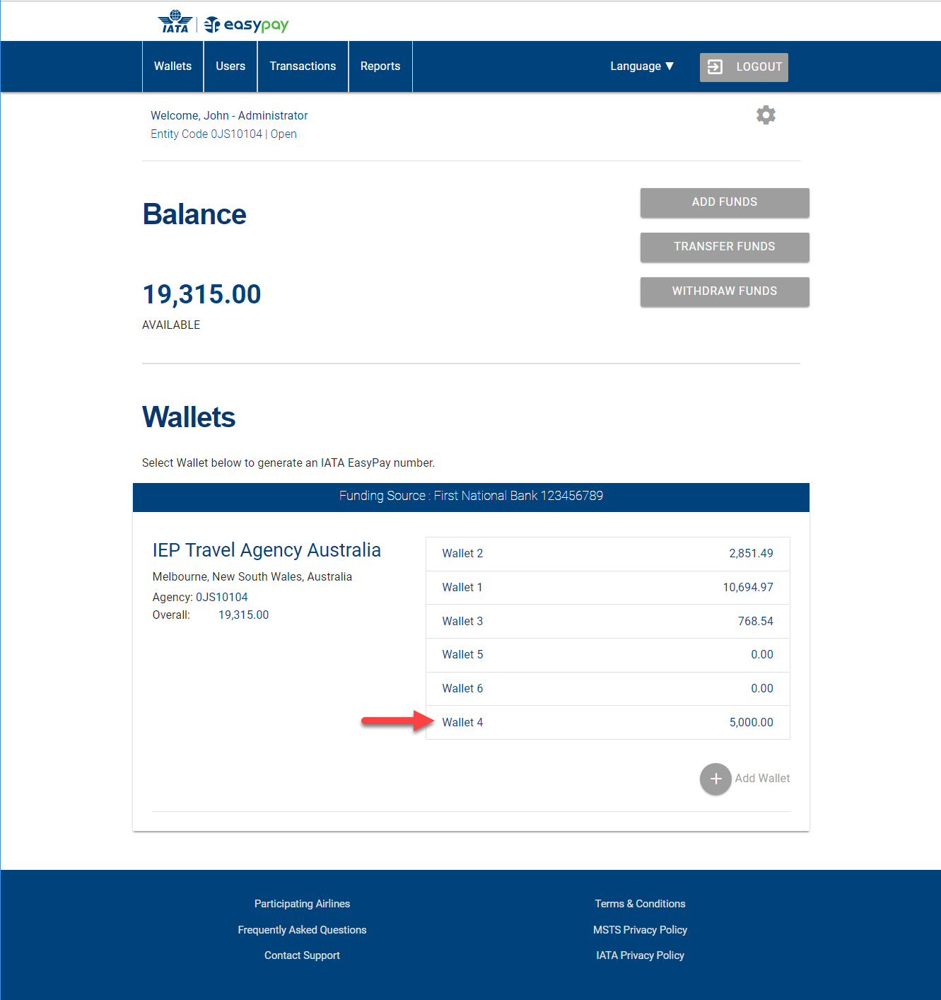 IATA | ep easypay
Wallets Users Transactions Reports Language ▼ LOGOUT
Welcome, John - Administrator
Entity Code 0JS10104 | Open
Balance
ADD FUNDS
TRANSFER FUNDS
WITHDRAW FUNDS
19,315.00
AVAILABLE
Wallets
Select Wallet below to generate an IATA EasyPay number.
Funding Source : First National Bank 123456789
IEP Travel Agency Australia
Melbourne, New South Wales, Australia
Agency: 0JS10104
Overall: 19,315.00
Wallet 2 2,851.49
Wallet 1 10,694.97
Wallet 3 768.54
Wallet 5 0.00
Wallet 6 0.00
Wallet 4 5,000.00
+ Add Wallet
Participating Airlines
Frequently Asked Questions
Contact Support
Terms & Conditions
MSTS Privacy Policy
IATA Privacy Policy